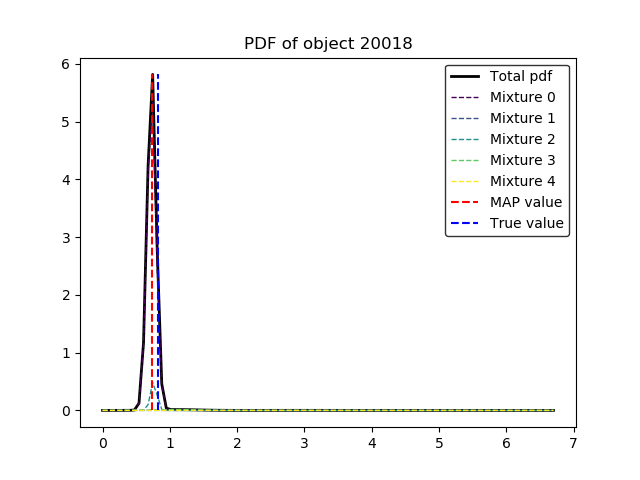 PDF of object 20018
Total pdf
Mixture 0
Mixture 1
Mixture 2
Mixture 3
Mixture 4
MAP value
True value
6
5
4
3
2
1
0
0 1 2 3 4 5 6 7